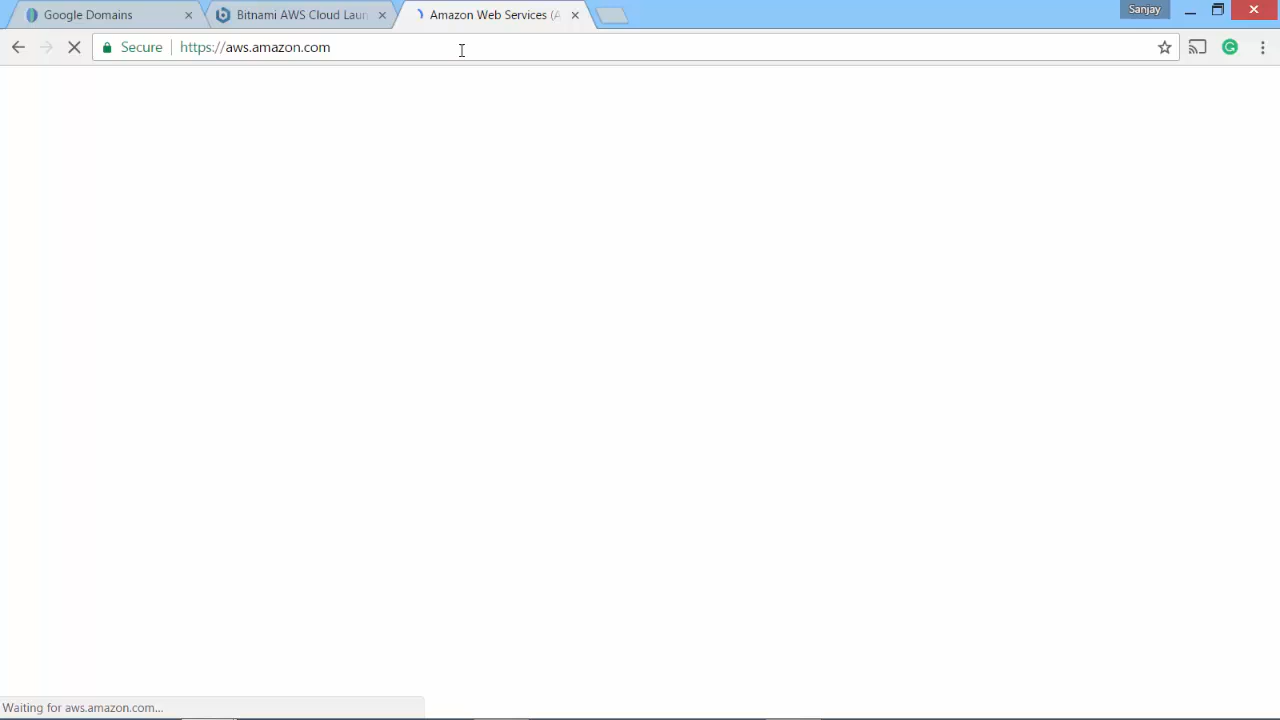 Google Domains
Bitnami AWS Cloud Laun
Amazon Web Services (A
Sanjay
Secure
https://aws.amazon.com
Waiting for aws.amazon.com...